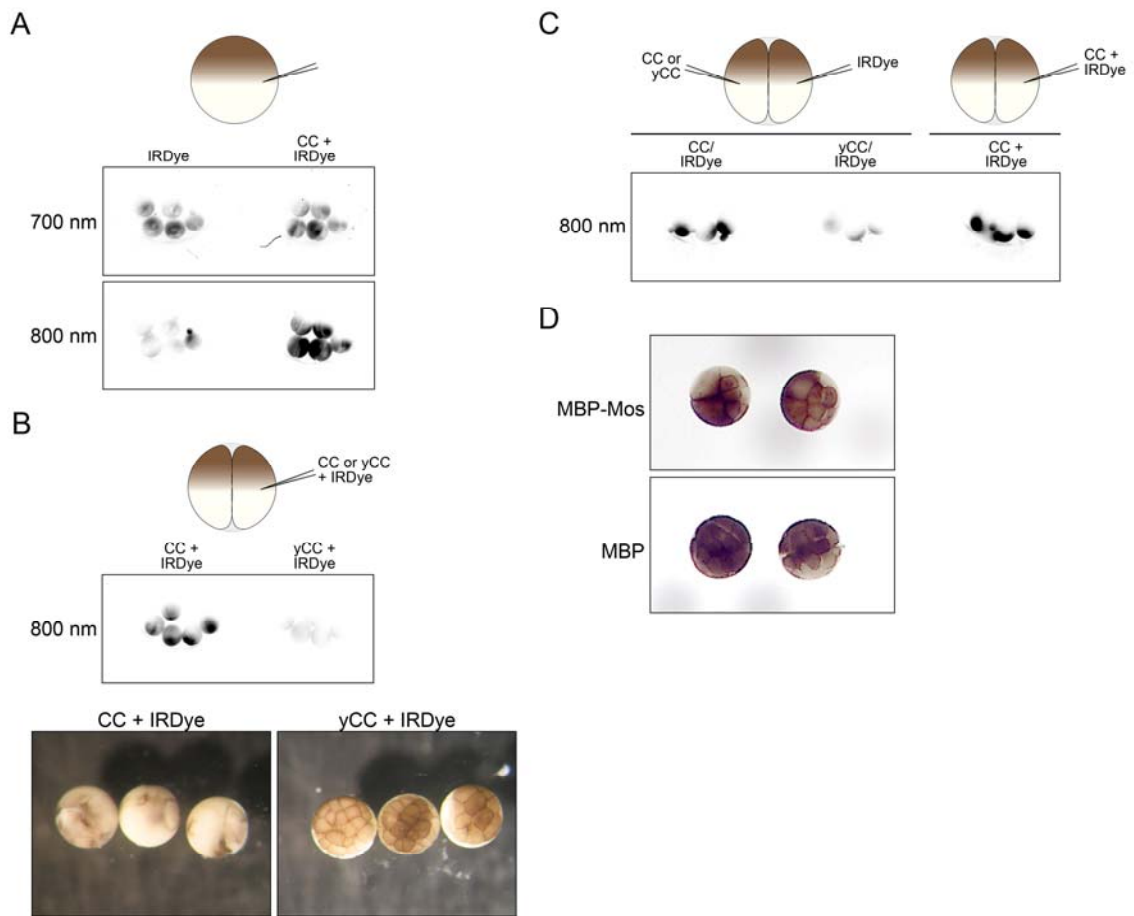 A
IRDye
CC +
IRDye
700 nm
800 nm
B
CC or yCC
+ IRDye
CC +
IRDye
yCC +
IRDye
800 nm
CC + IRDye
yCC + IRDye
C
CC or
yCC
IRDye
CC +
IRDye
CC/
IRDye
yCC/
IRDye
CC +
IRDye
800 nm
D
MBP-Mos
MBP